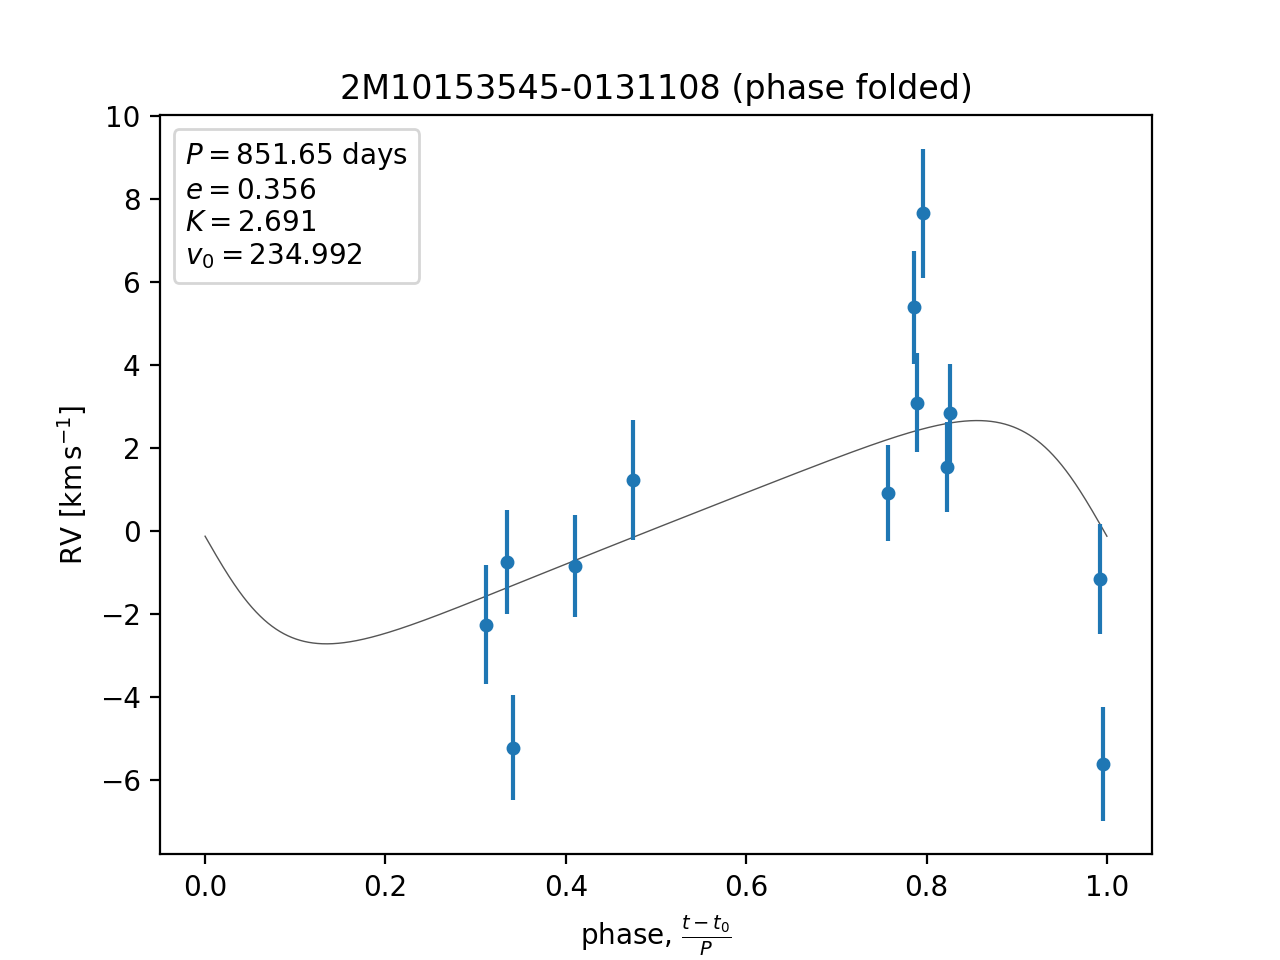 2M10153545-0131108 (phase folded)
P = 851.65 days
e = 0.356
K = 2.691
v₀ = 234.992
10
8
6
4
2
0
−2
−4
−6
RV [km s⁻¹]
0.0 0.2 0.4 0.6 0.8 1.0
phase, (t − t₀)/P